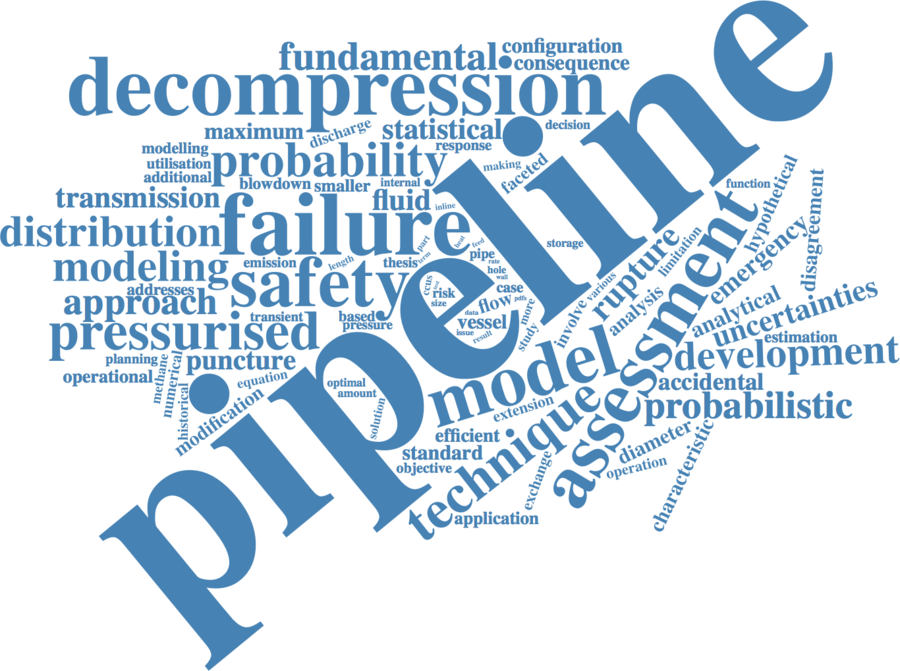 fundamental
configuration
consequence
decompression
pipeline
maximum
discharge
statistical
decision
modelling
response
utilisation
probability
making
additional
faceted
blowdown
smaller
internal
function
transmission
fluid
inline
hypothetical
distribution
failure
disagreement
emergency
storage
part
heat
feed
term
pipe
rate
modeling
emission
length
thesis
hole
wall
limitation
rupture
safety
addresses
approach
ccus
risk
size
case
flow
pdfs
various
analysis
assessment
analytical
uncertainties
transient
based
pressure
data
vessel
more
involve
pressurised
issue
result
study
estimation
planning
puncture
model
development
operational
methane
numerical
equation
optimal
amount
accidental
historical
modification
solution
extension
probabilistic
technique
efficient
standard
objective
diameter
operation
exchange
characteristic
application